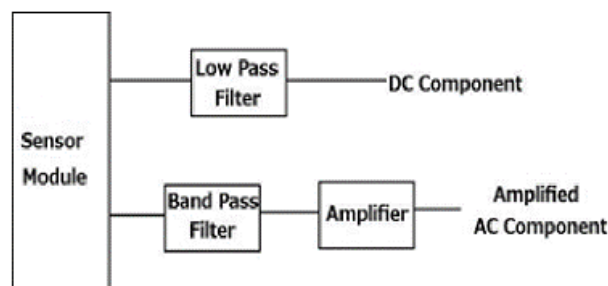 Low Pass
Filter
DC Component
Sensor
Module
Band Pass
Filter
Amplifier
Amplified
AC Component